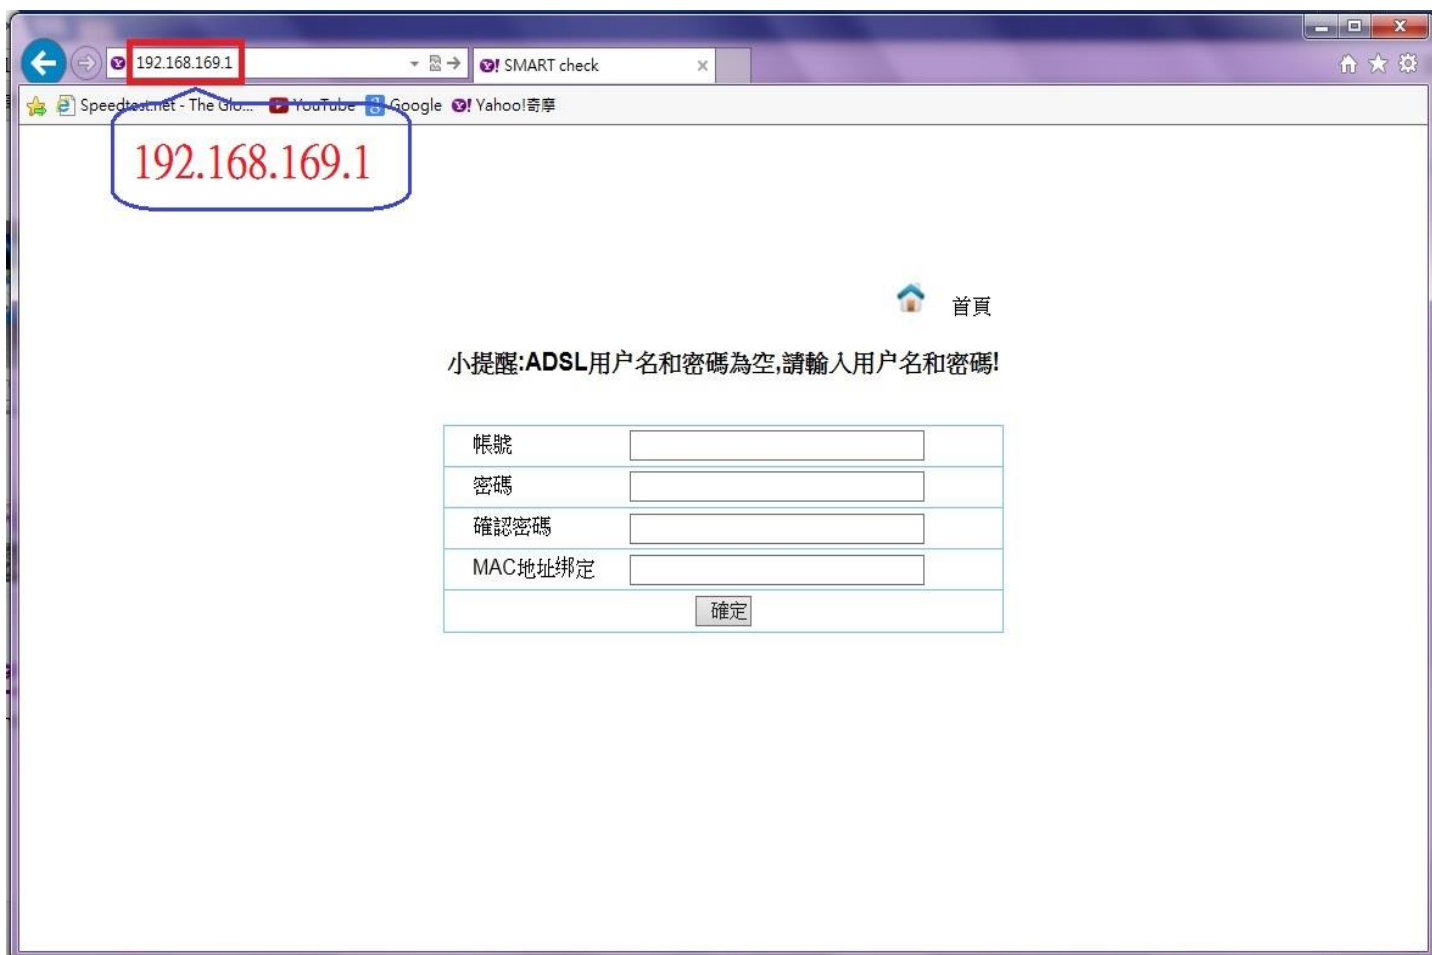 192.168.169.1
SMART check
Speedtest.net - The Glo...
YouTube
Google
Yahoo!奇摩
192.168.169.1
首頁
小提醒:ADSL用户名和密碼為空,請輸入用户名和密碼!
帳號
密碼
確認密碼
MAC地址绑定
確定